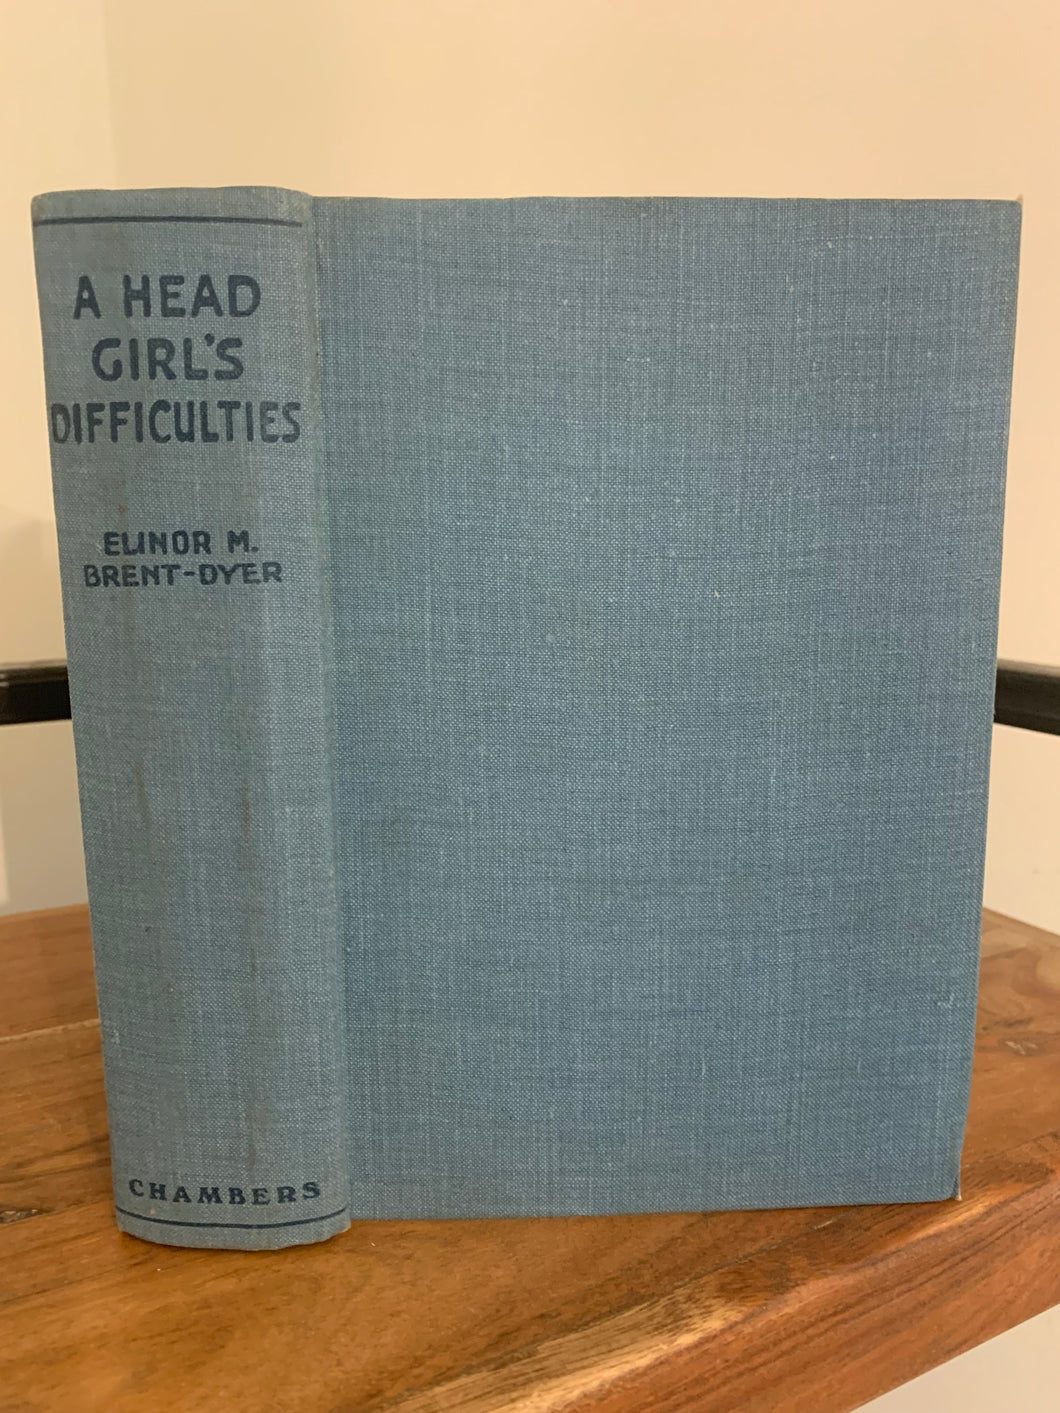 A HEAD
GIRL'S
DIFFICULTIES
ELINOR M.
BRENT-DYER
CHAMBERS